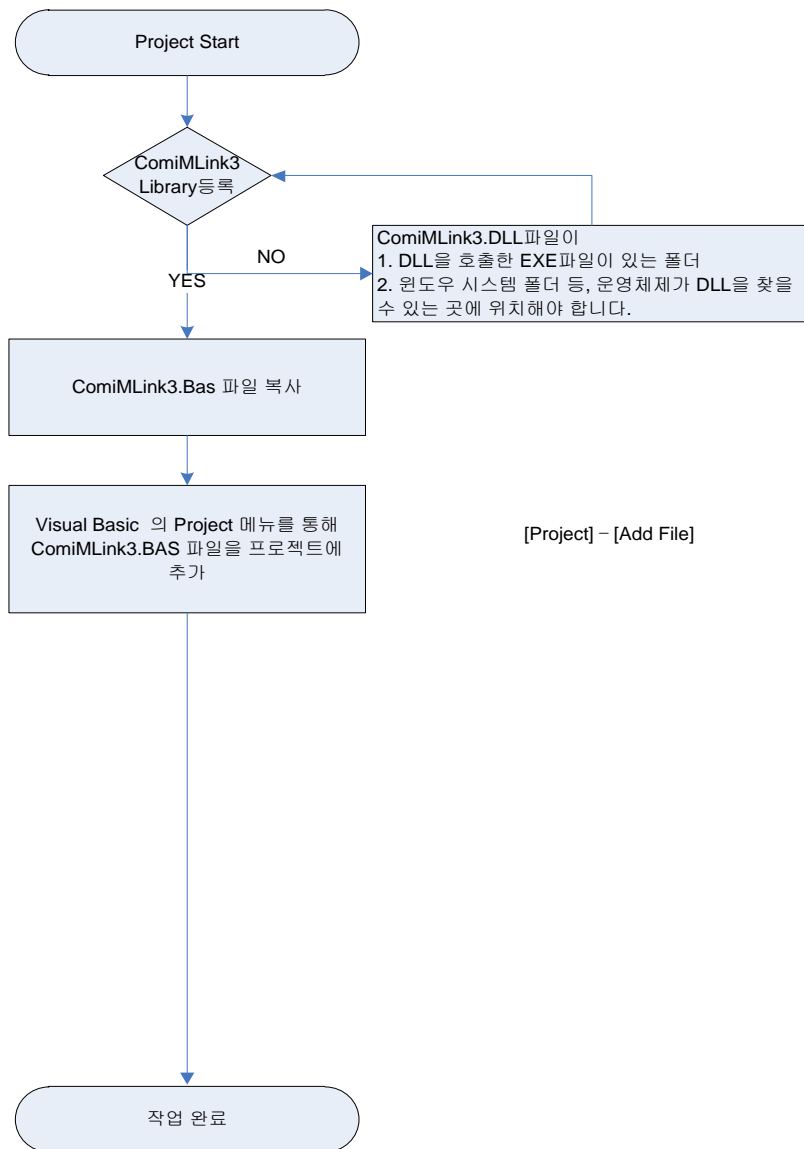 Project Start
ComiMLink3
Library등록
NO
YES
ComiMLink3.DLL파일이
1. DLL을 호출한 EXE파일이 있는 폴더
2. 윈도우 시스템 폴더 등, 운영체제가 DLL을 찾을
수 있는 곳에 위치해야 합니다.
ComiMLink3.Bas 파일 복사
Visual Basic 의 Project 메뉴를 통해
ComiMLink3.BAS 파일을 프로젝트에
추가
[Project] – [Add File]
작업 완료